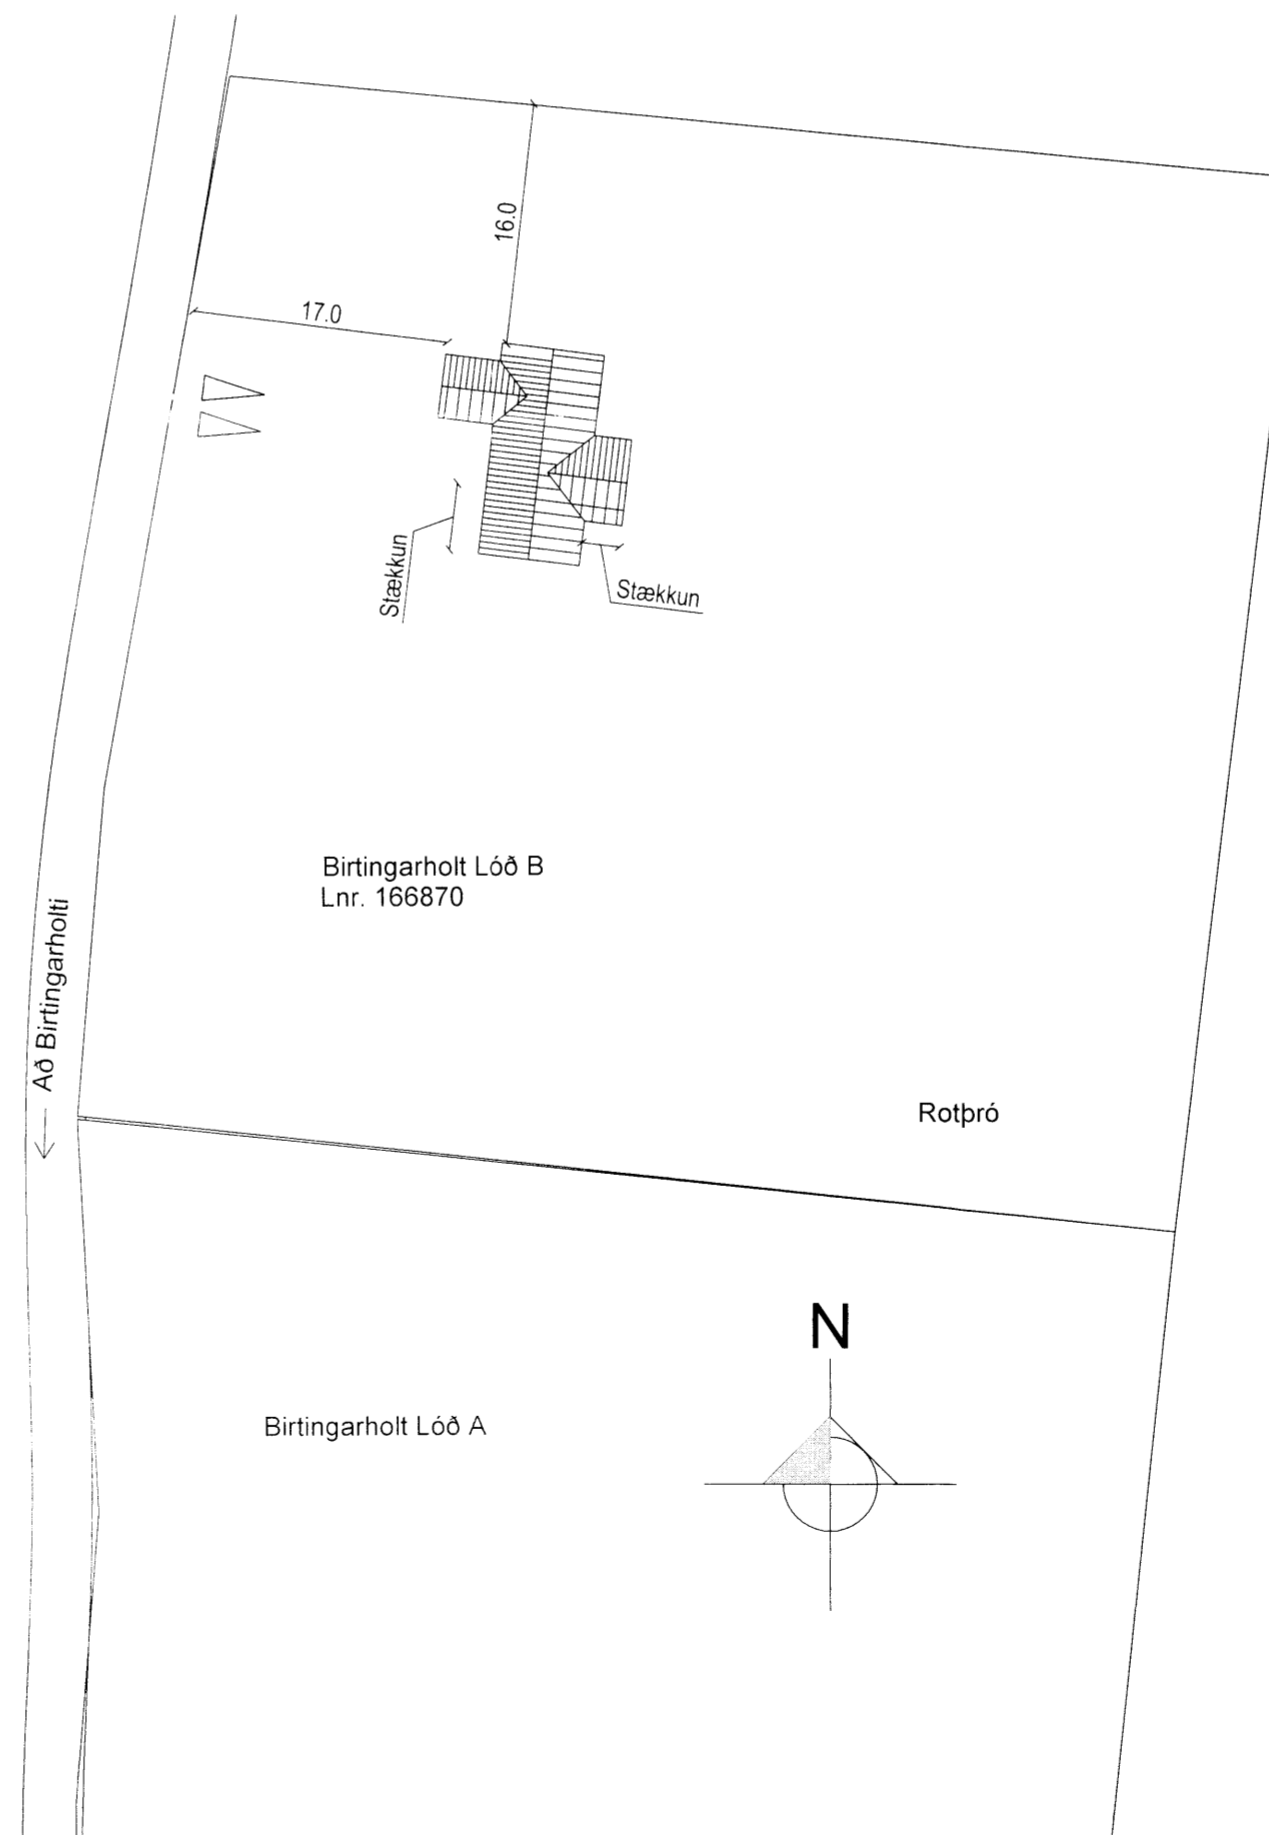 16.0
17.0
Stækkun
Stækkun
Birtingarholt Lóð B
Lnr. 166870
Að Birtingarholti
Rotþró
N
Birtingarholt Lóð A